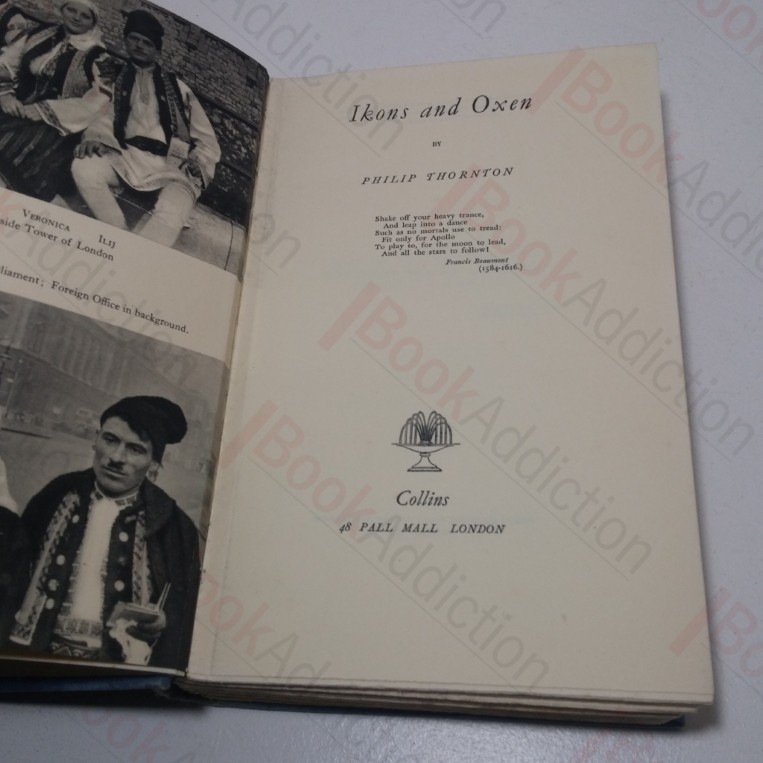 VERONICA ILIJ
side Tower of London
liament; Foreign Office in background.
Ikons and Oxen
BY
PHILIP THORNTON
Shake off your heavy trance,
And leap into a dance
Such as no mortals use to tread:
Fit only for Apollo
To play to, for the moon to lead,
And all the stars to follow!
Francis Beaumont
(1584-1616.)
Collins
48 PALL MALL LONDON
BookAddiction
BookAddiction
BookAddiction
BookAddiction
BookAddiction
BookAddiction